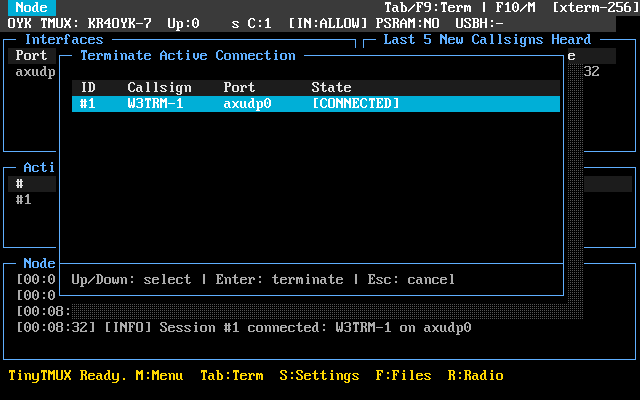 Node Tab/F9:Term | F10/M [xterm-256]
OYK TMUX: KR4OYK-7 Up:0 s C:1 [IN:ALLOW] PSRAM:NO USBH:-
Interfaces Last 5 New Callsigns Heard
Port Terminate Active Connection e
axudp 32
ID Callsign Port State
#1 W3TRM-1 axudp0 [CONNECTED]
Acti
#
#1
Node
[00:0 Up/Down: select | Enter: terminate | Esc: cancel
[00:0
[00:08:
[00:08:32] [INFO] Session #1 connected: W3TRM-1 on axudp0
TinyTMUX Ready. M:Menu Tab:Term S:Settings F:Files R:Radio